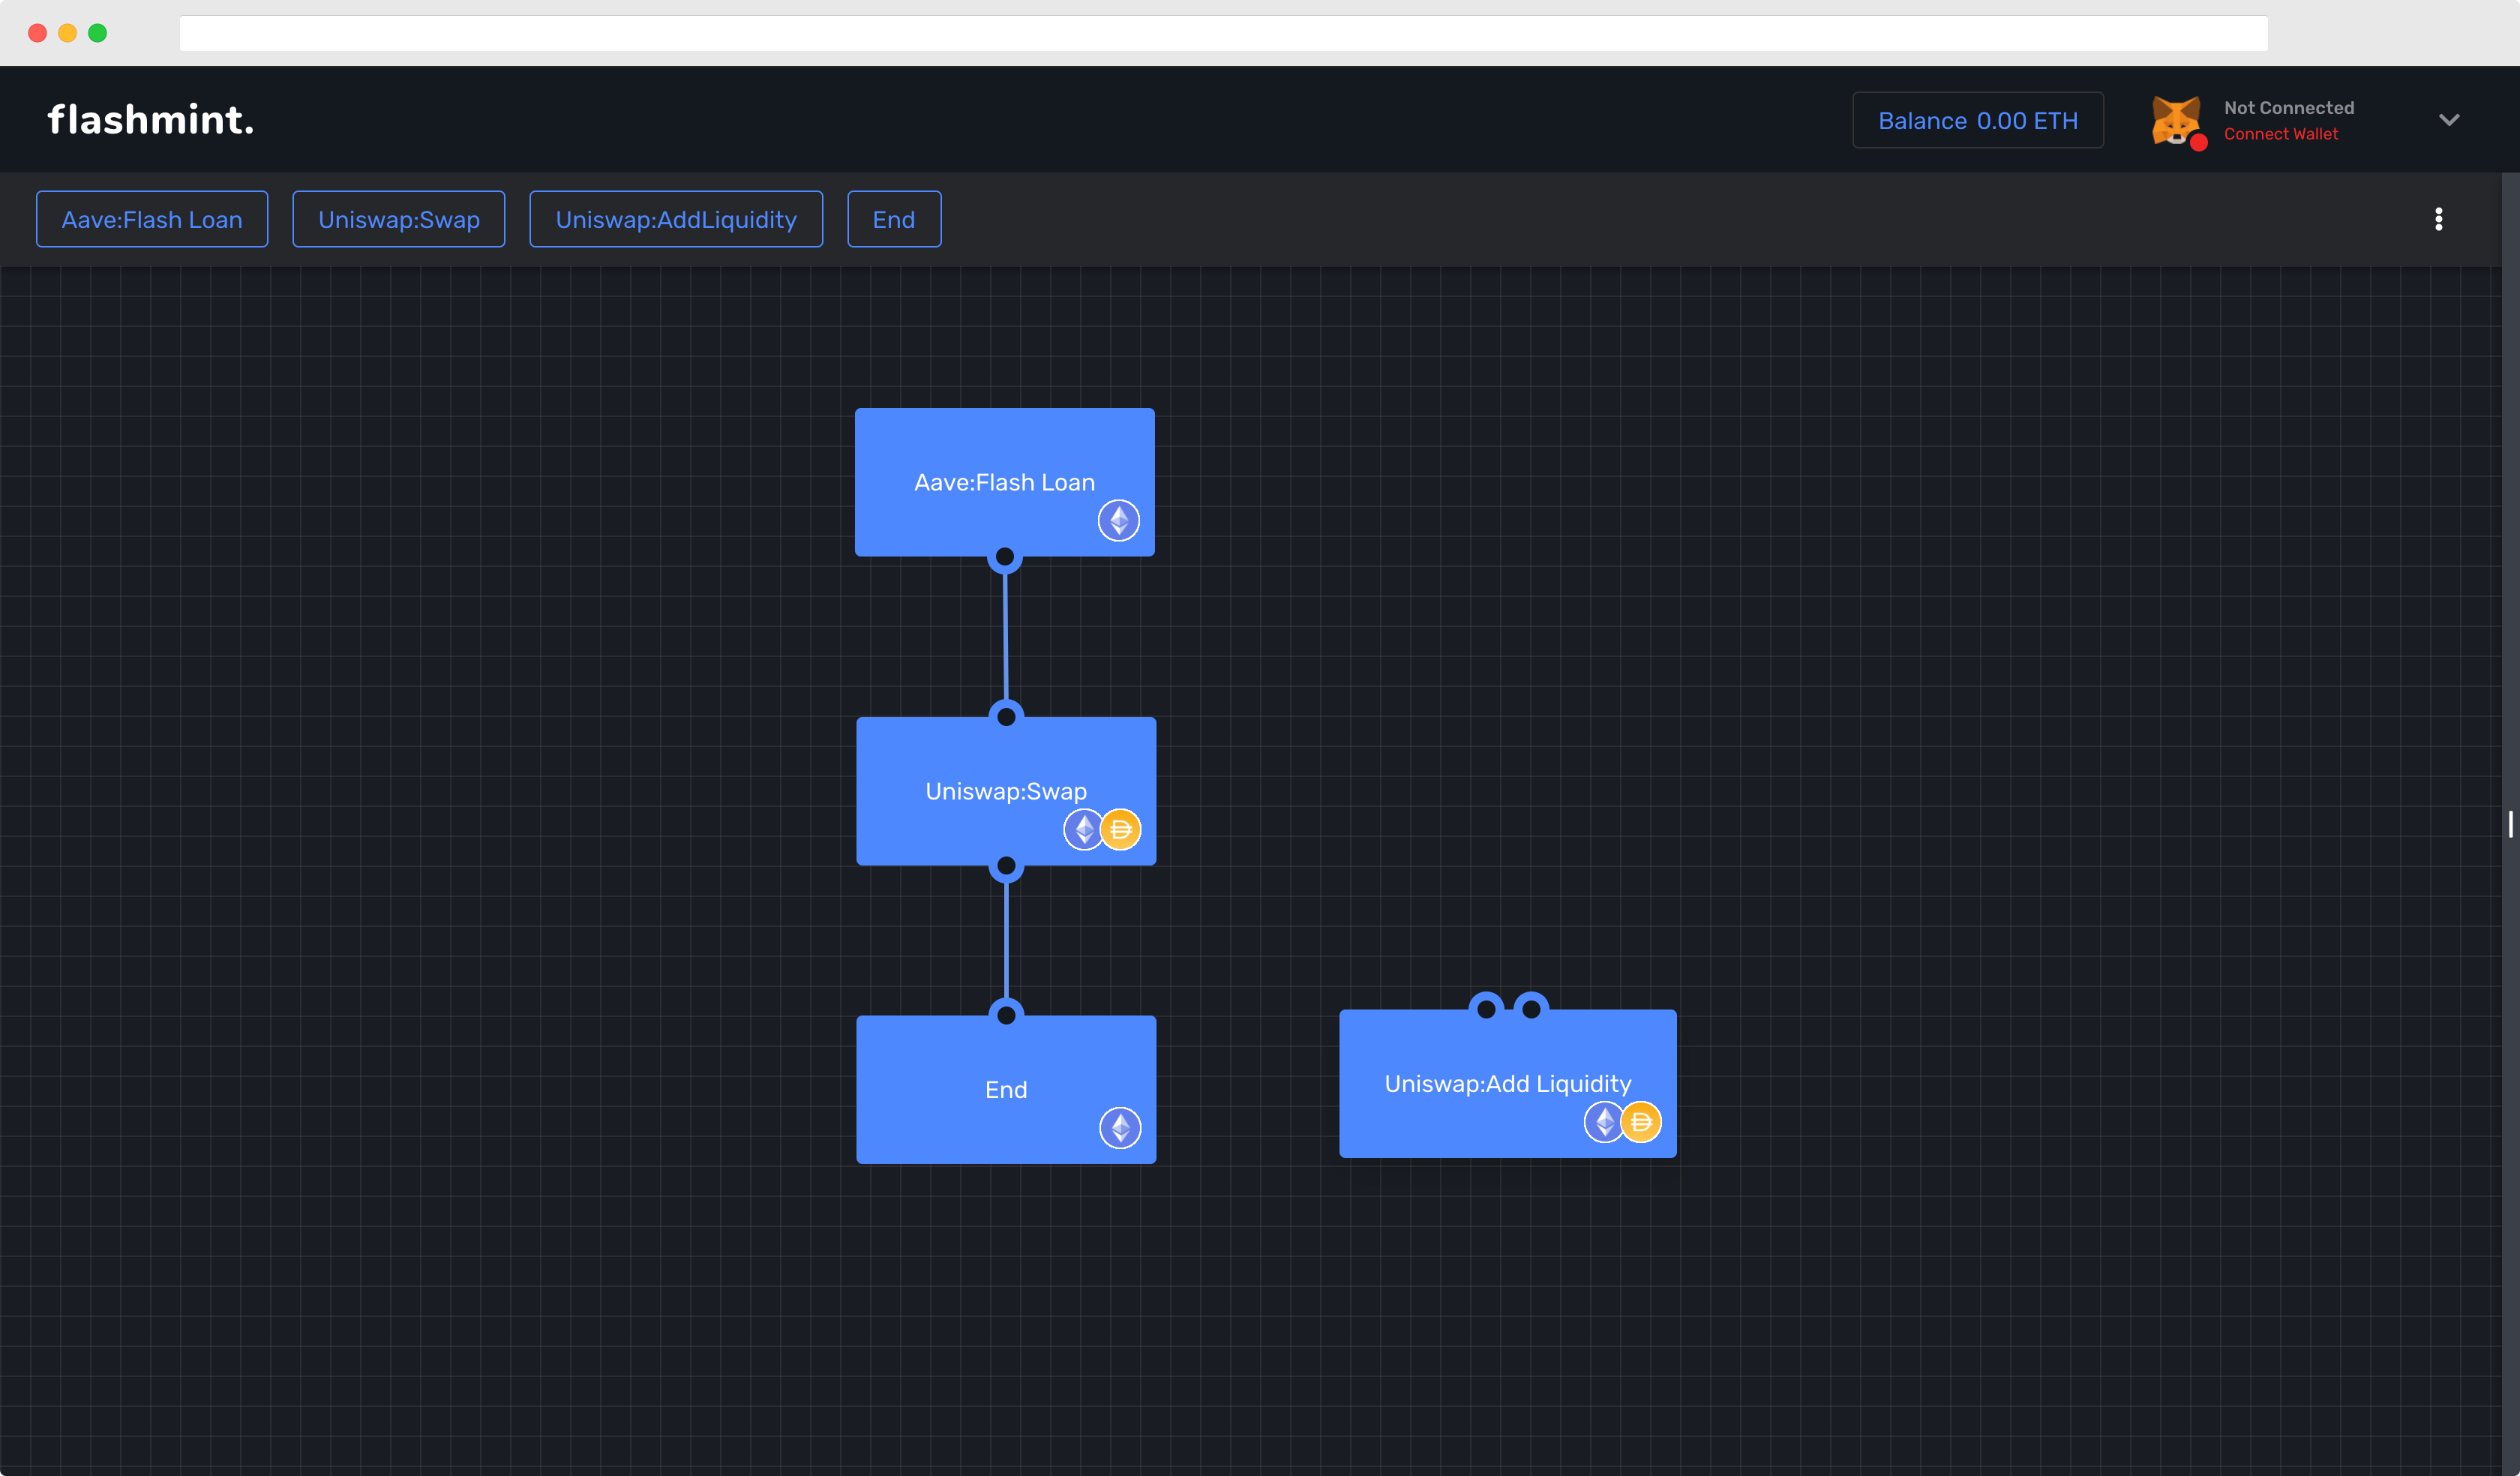 flashmint.
Balance 0.00 ETH
Not Connected
Connect Wallet
Aave:Flash Loan
Uniswap:Swap
Uniswap:AddLiquidity
End
Aave:Flash Loan
Uniswap:Swap
End
Uniswap:Add Liquidity